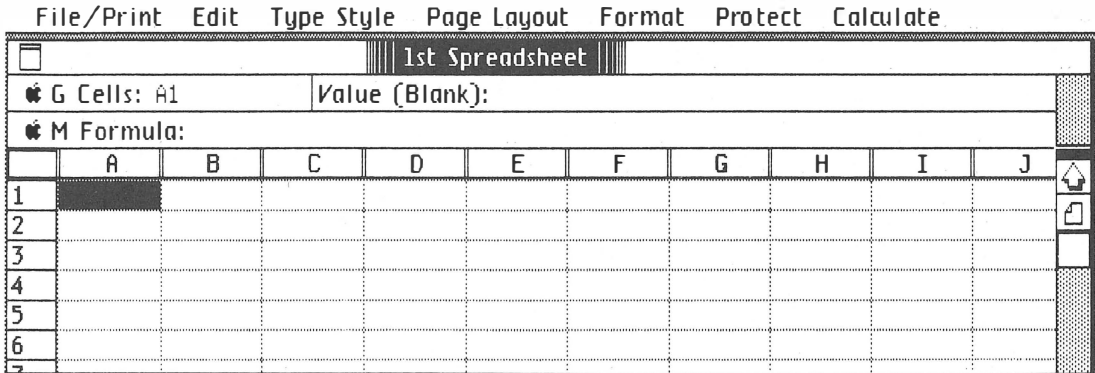 File/Print Edit Type Style Page Layout Format Protect Calculate
1st Spreadsheet
G Cells: A1 Value (Blank):
M Formula:
A B C D E F G H I J
1
2
3
4
5
6
7